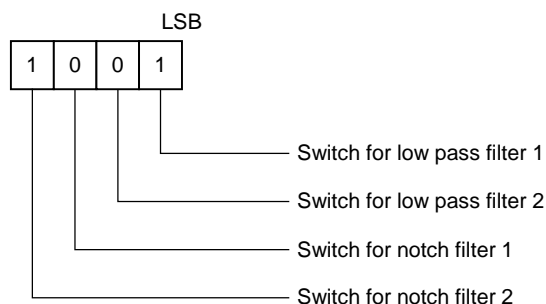 LSB
1 0 0 1
Switch for low pass filter 1
Switch for low pass filter 2
Switch for notch filter 1
Switch for notch filter 2